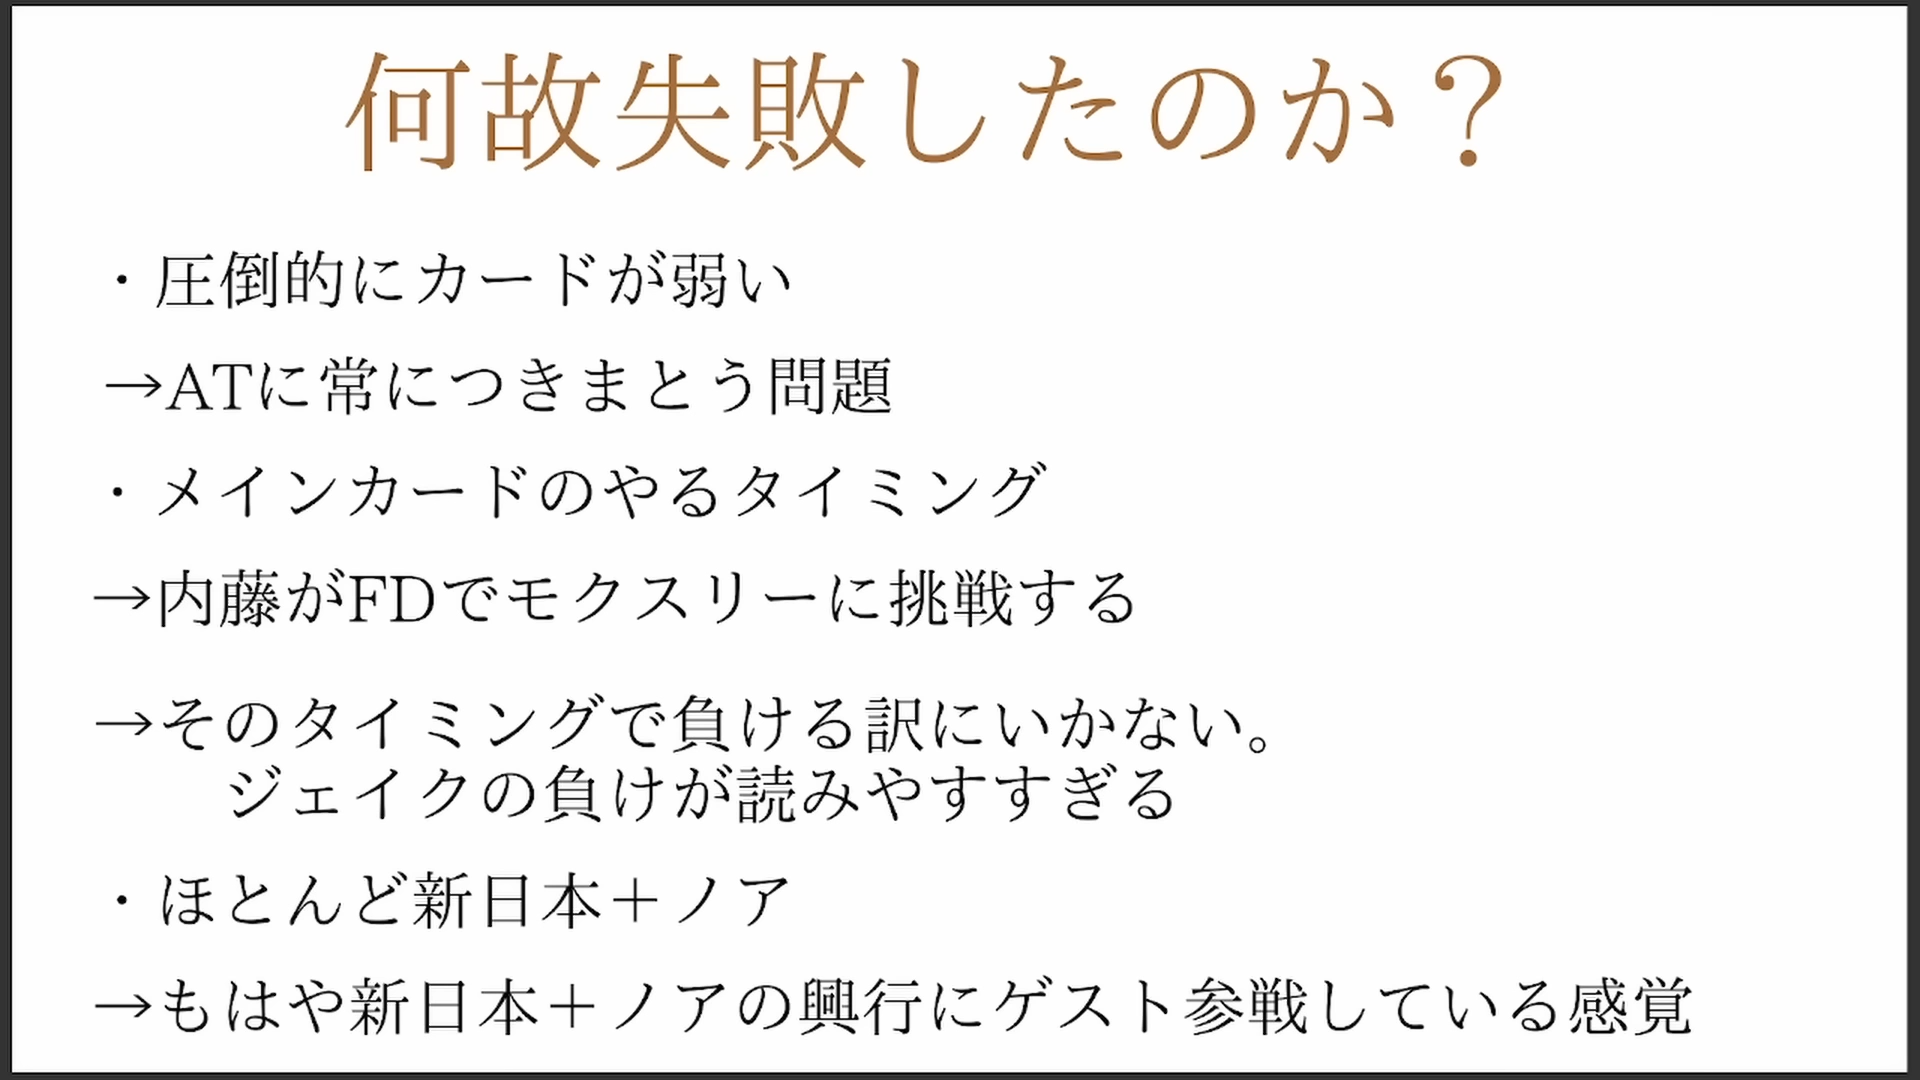 何故失敗したのか？
・圧倒的にカードが弱い
→ATに常につきまとう問題
・メインカードのやるタイミング
→内藤がFDでモクスリーに挑戦する
→そのタイミングで負ける訳にいかない。
ジェイクの負けが読みやすすぎる
・ほとんど新日本＋ノア
→もはや新日本＋ノアの興行にゲスト参戦している感覚